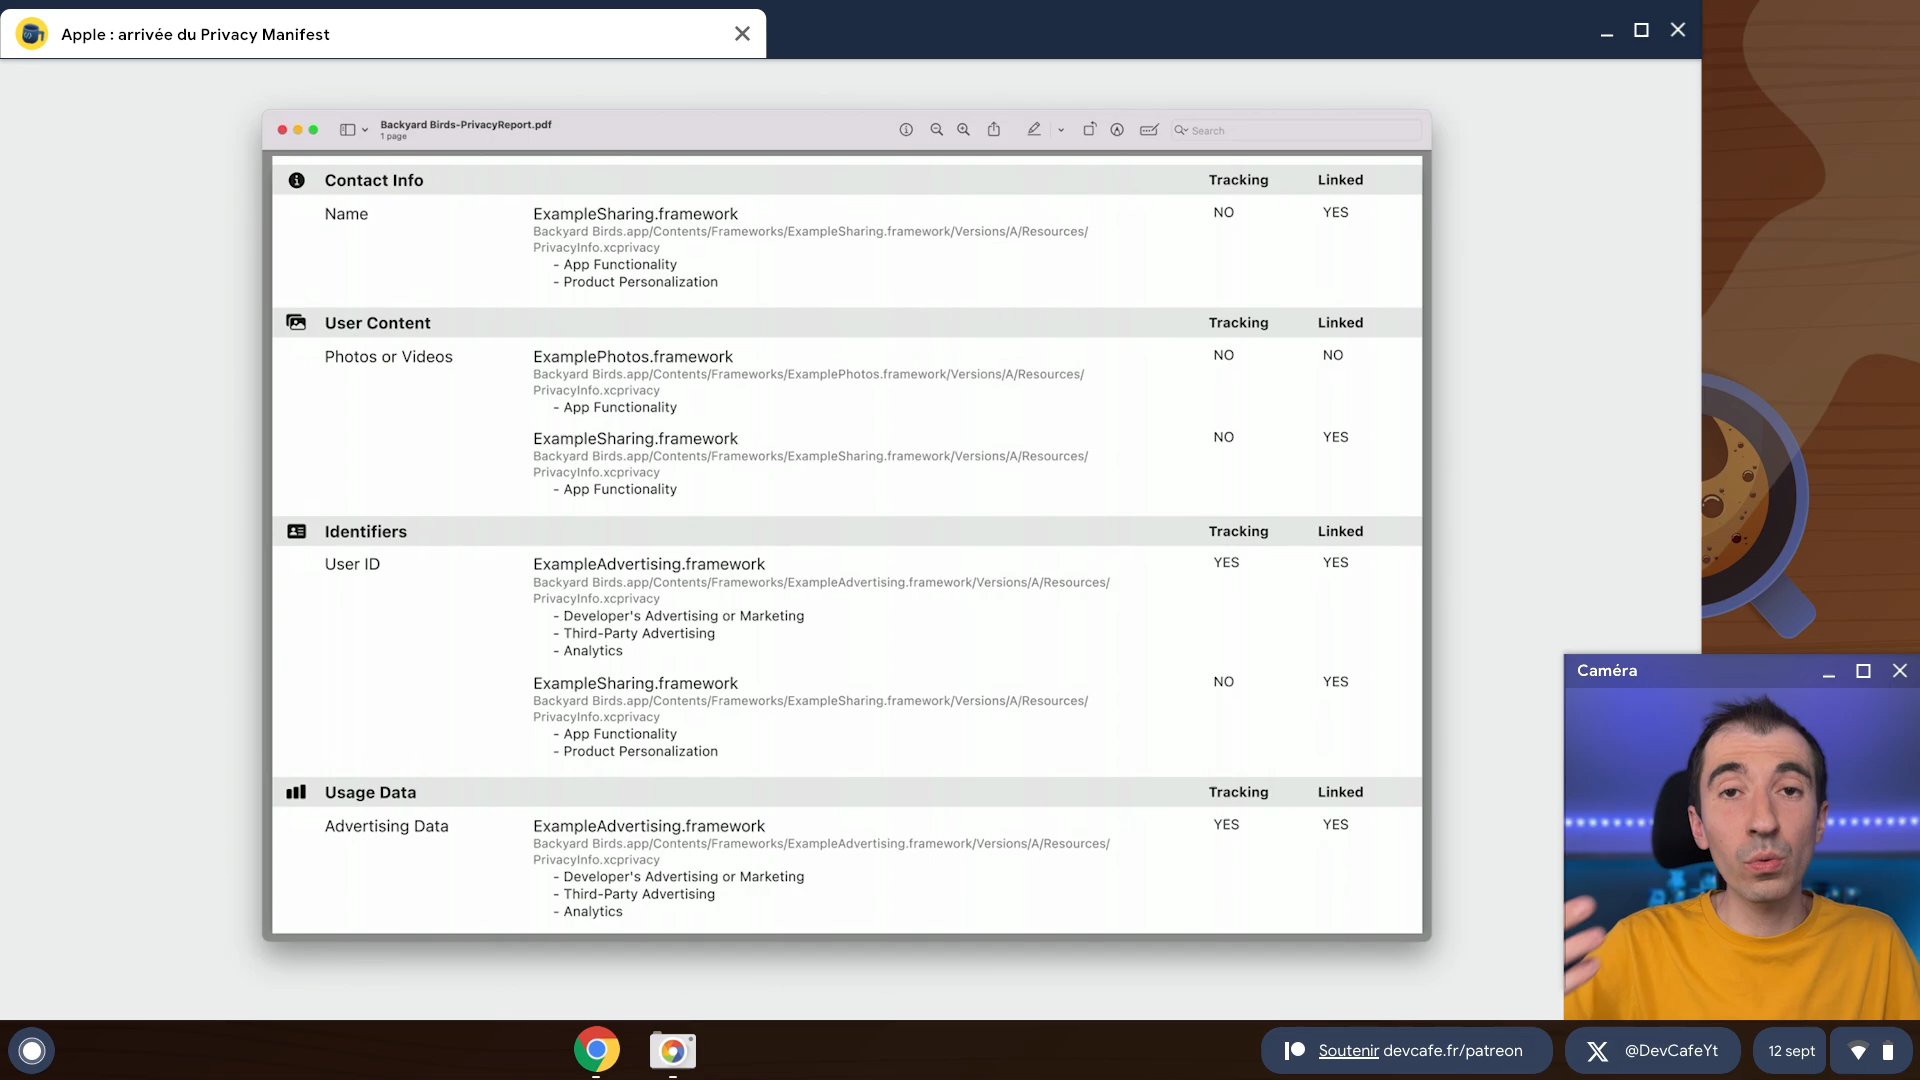 Apple : arrivée du Privacy Manifest
Backyard Birds-PrivacyReport.pdf
1 page
Search
Contact Info Tracking Linked
Name ExampleSharing.framework NO YES
Backyard Birds.app/Contents/Frameworks/ExampleSharing.framework/Versions/A/Resources/
PrivacyInfo.xcprivacy
- App Functionality
- Product Personalization
User Content Tracking Linked
Photos or Videos ExamplePhotos.framework NO NO
Backyard Birds.app/Contents/Frameworks/ExamplePhotos.framework/Versions/A/Resources/
PrivacyInfo.xcprivacy
- App Functionality
ExampleSharing.framework NO YES
Backyard Birds.app/Contents/Frameworks/ExampleSharing.framework/Versions/A/Resources/
PrivacyInfo.xcprivacy
- App Functionality
Identifiers Tracking Linked
User ID ExampleAdvertising.framework YES YES
Backyard Birds.app/Contents/Frameworks/ExampleAdvertising.framework/Versions/A/Resources/
PrivacyInfo.xcprivacy
- Developer's Advertising or Marketing
- Third-Party Advertising
- Analytics
ExampleSharing.framework NO YES
Backyard Birds.app/Contents/Frameworks/ExampleSharing.framework/Versions/A/Resources/
PrivacyInfo.xcprivacy
- App Functionality
- Product Personalization
Usage Data Tracking Linked
Advertising Data ExampleAdvertising.framework YES YES
Backyard Birds.app/Contents/Frameworks/ExampleAdvertising.framework/Versions/A/Resources/
PrivacyInfo.xcprivacy
- Developer's Advertising or Marketing
- Third-Party Advertising
- Analytics
Caméra
Soutenir devcafe.fr/patreon
@DevCafeYt
12 sept